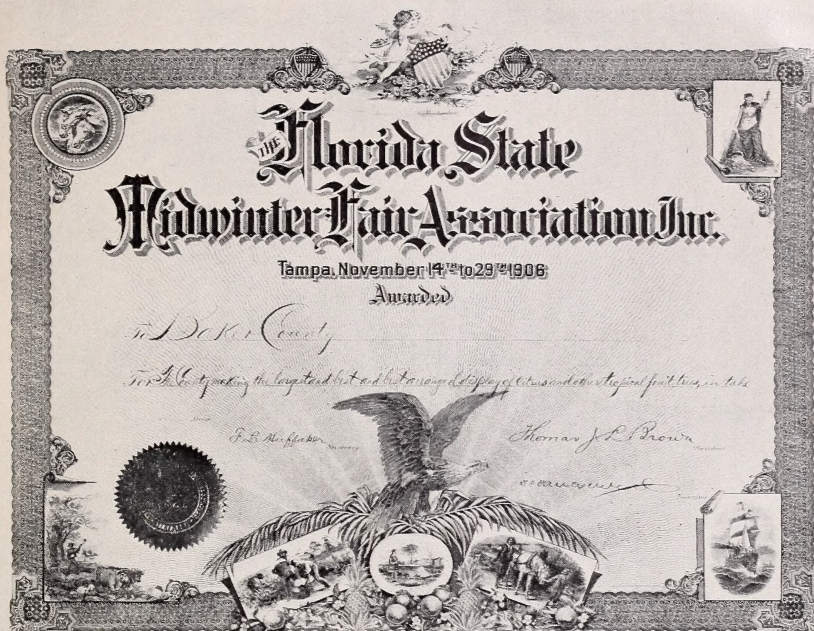 THE Florida State
Midwinter Fair Association Inc.
Tampa, November 14TH to 29TH 1906
Awarded
To Baker County
For The County making the largest and best and best arranged display of Citrus and other tropical fruit trees in tubs
Thomas J. L. Brown